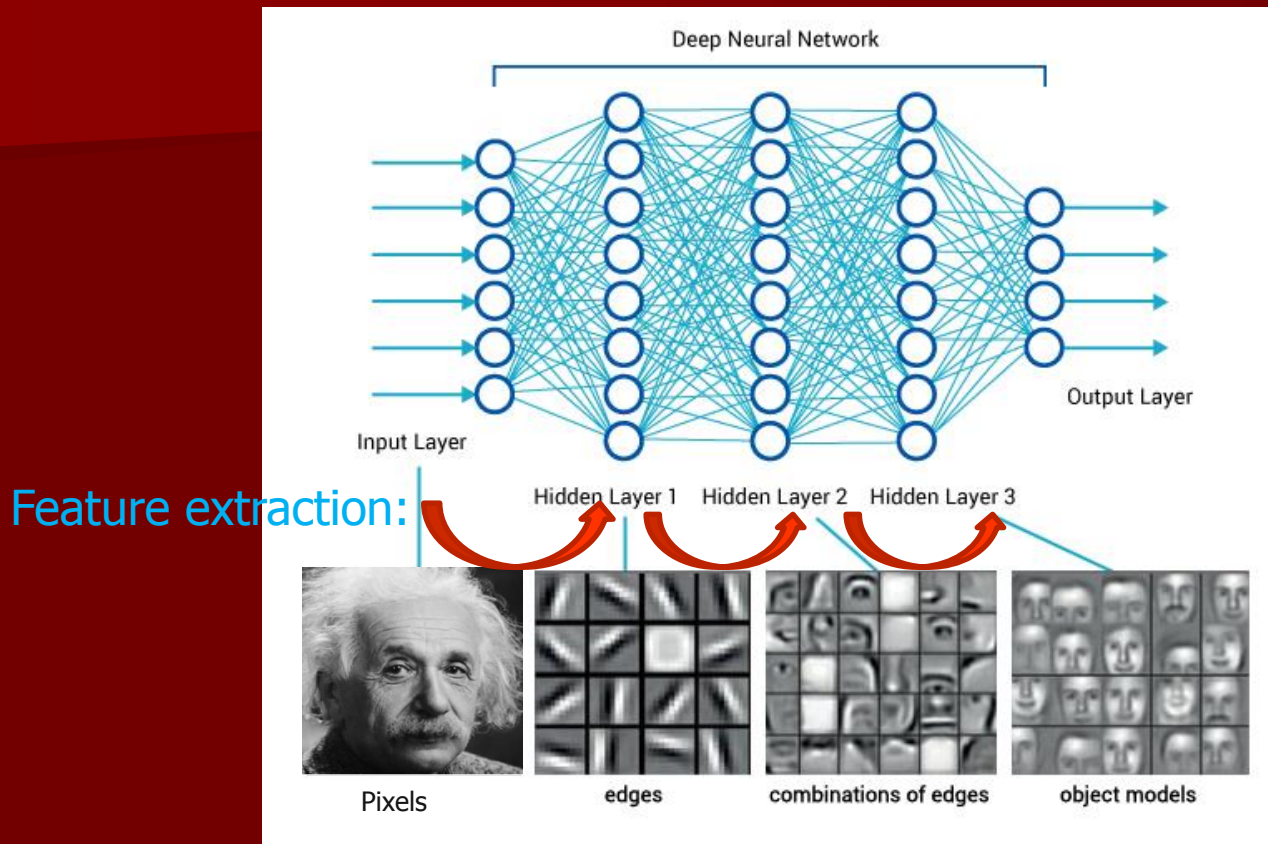 Deep Neural Network
Output Layer
Input Layer
Feature extraction:
Hidden Layer 1
Hidden Layer 2
Hidden Layer 3
Pixels
edges
combinations of edges
object models